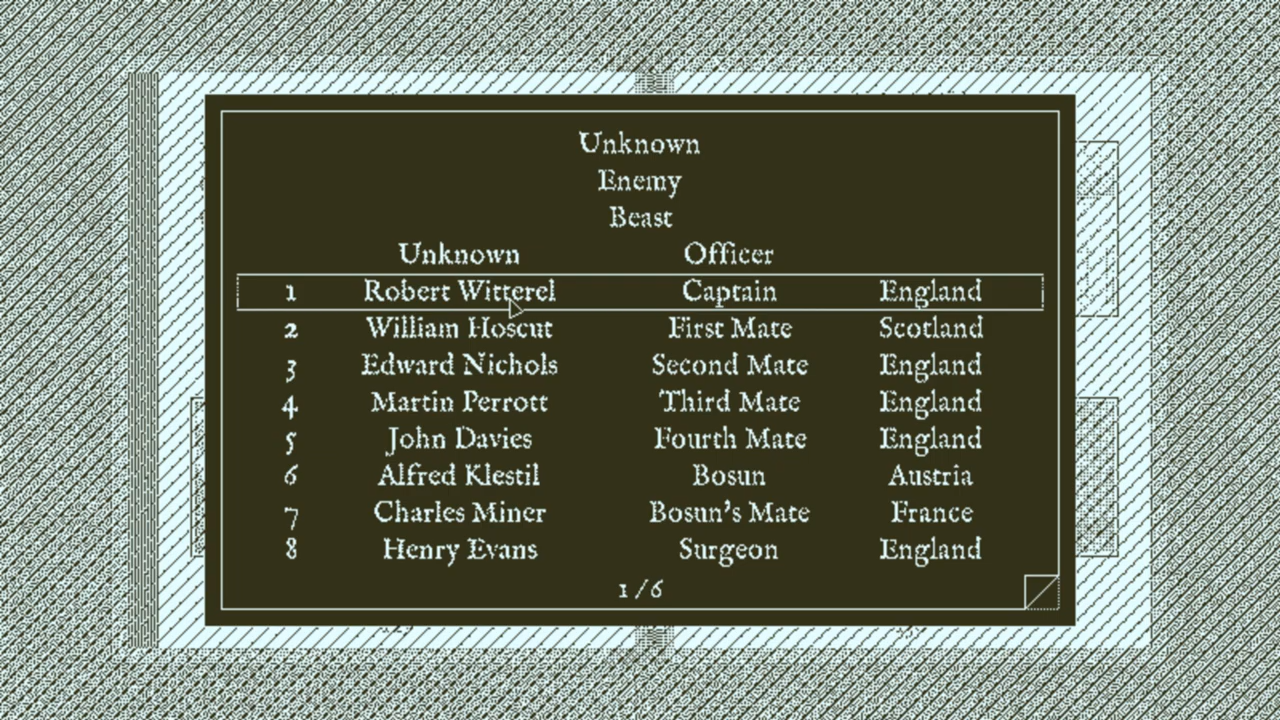 Unknown
Enemy
Beast
Unknown Officer
1 Robert Witterel Captain England
2 William Hoscut First Mate Scotland
3 Edward Nichols Second Mate England
4 Martin Perrott Third Mate England
5 John Davies Fourth Mate England
6 Alfred Klestil Bosun Austria
7 Charles Miner Bosun's Mate France
8 Henry Evans Surgeon England
1/6